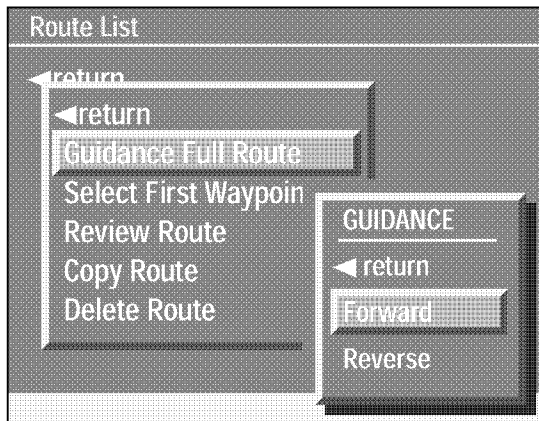 Route List
◄return
◄return
Guidance Full Route
Select First Waypoin
Review Route
Copy Route
Delete Route
GUIDANCE
◄ return
Forward
Reverse